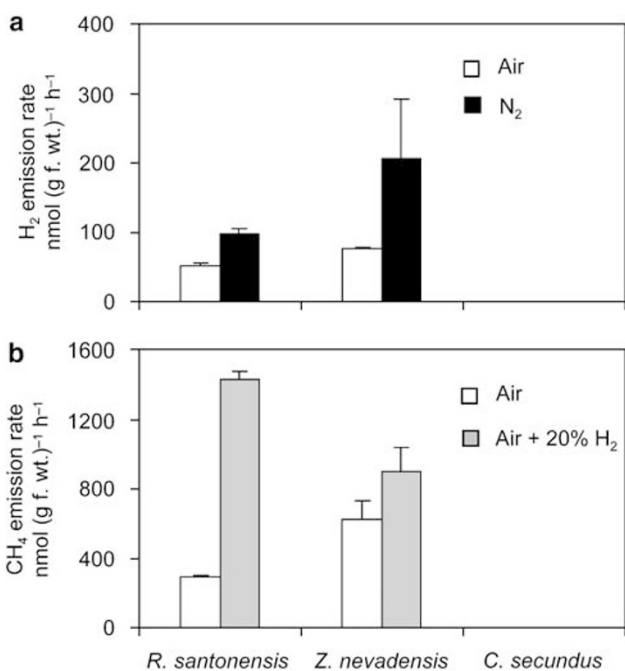 a
H₂ emission rate
nmol (g f. wt.)⁻¹ h⁻¹
400
300
200
100
0
Air
N₂
b
CH₄ emission rate
nmol (g f. wt.)⁻¹ h⁻¹
1600
1200
800
400
0
Air
Air + 20% H₂
R. santonensis Z. nevadensis C. secundus